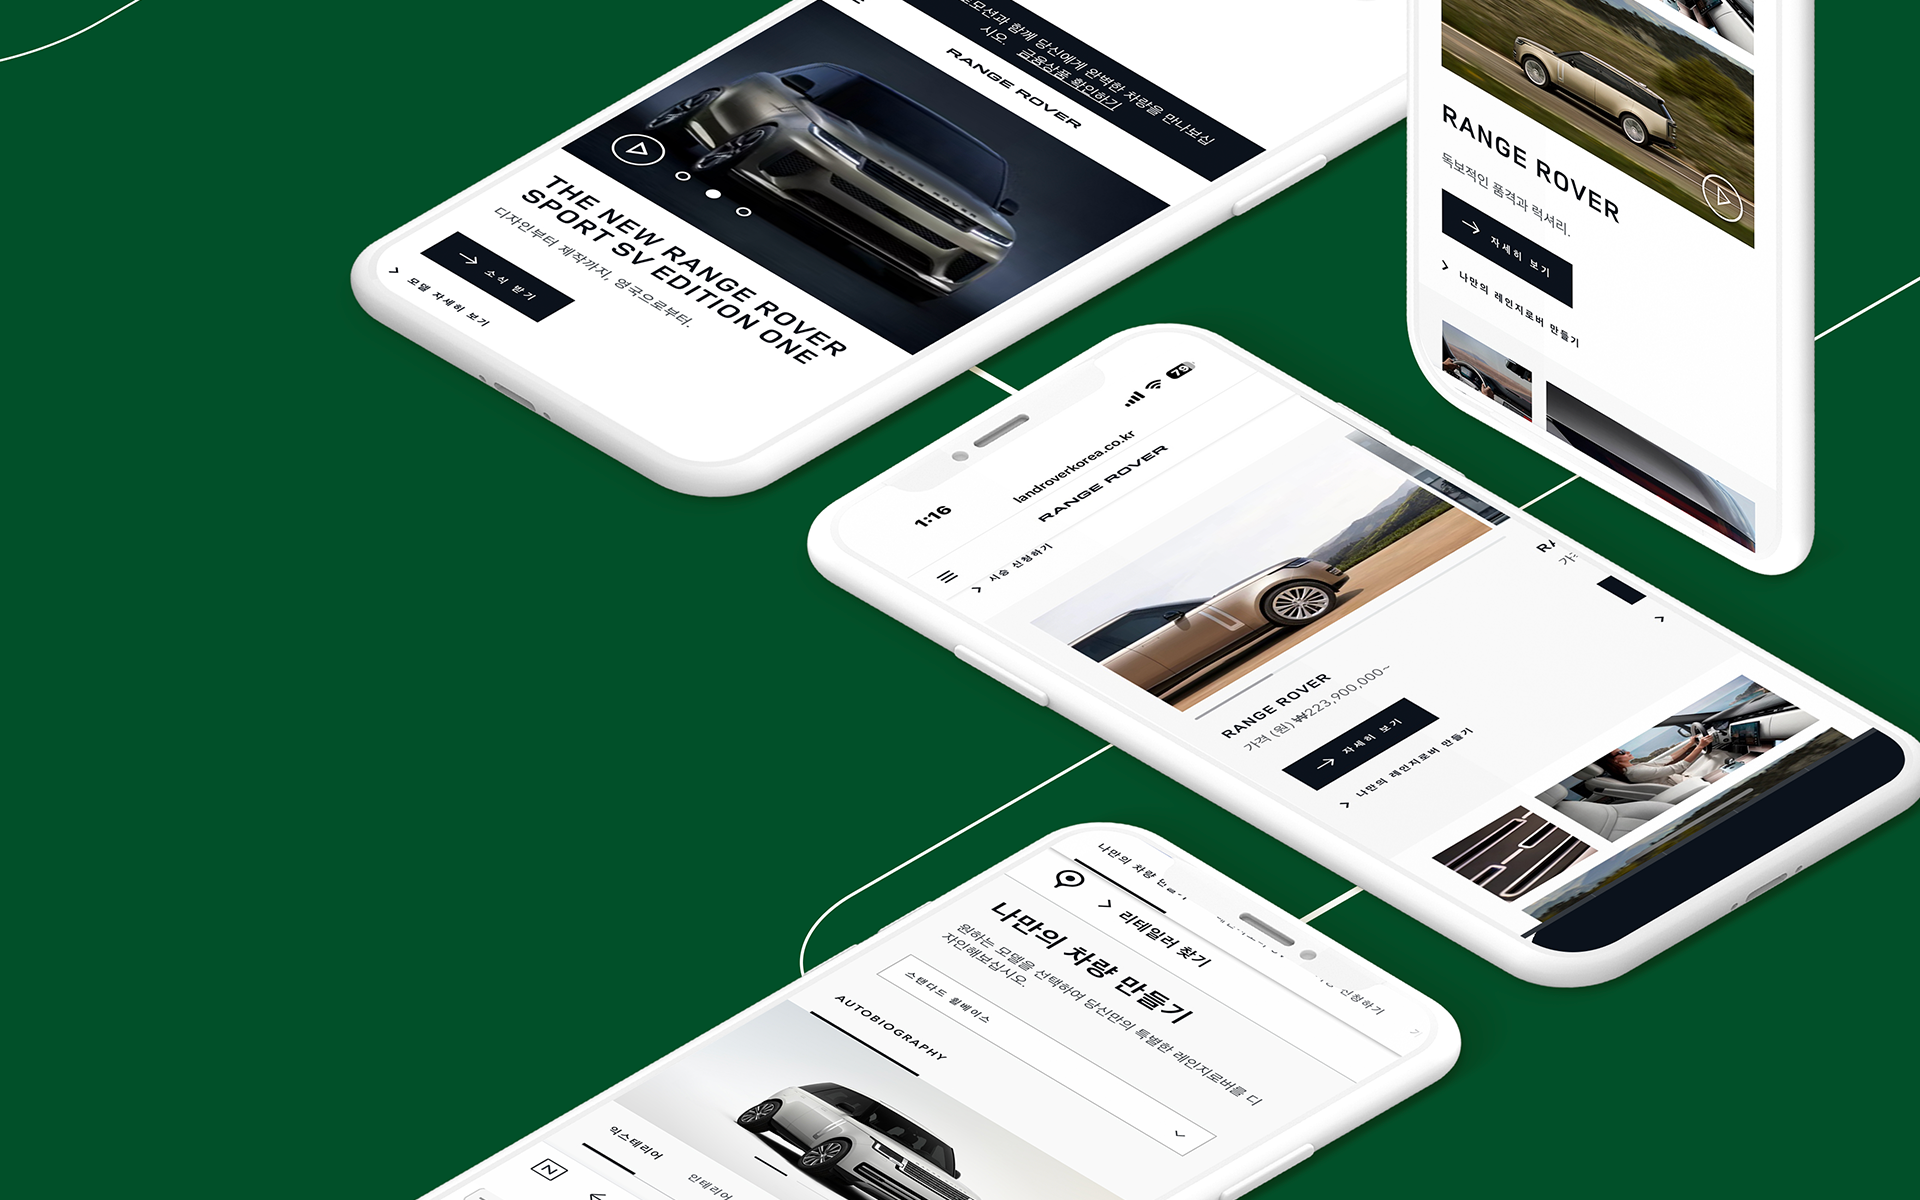 함께 당신에게 완벽한 차량을 만나보십
시오. 금융상품 확인하기
RANGE ROVER
THE NEW RANGE ROVER
SPORT SV EDITION ONE
디자인부터 제작까지, 영국으로부터.
소식 받기
모델 자세히 보기
RANGE ROVER
독보적인 품격과 럭셔리.
자세히 보기
나만의 레인지로버 만들기
1:16
79
landroverkorea.co.kr
RANGE ROVER
시승 신청하기
RANGE ROVER
가격 (원) ₩223,900,000~
자세히 보기
나만의 레인지로버 만들기
나만의 차량
신청하기
리테일러 찾기
나만의 차량 만들기
원하는 모델을 선택하여 당신만의 특별한 레인지로버를 디
자인해보십시오.
스탠다드 휠베이스
AUTOBIOGRAPHY
익스테리어
인테리어
N